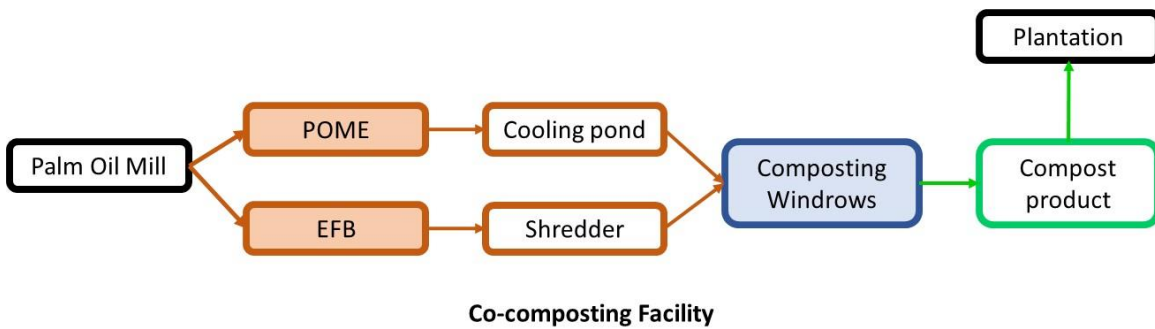 Plantation
POME
Cooling pond
Palm Oil Mill
Composting
Windrows
Compost
product
EFB
Shredder
Co-composting Facility